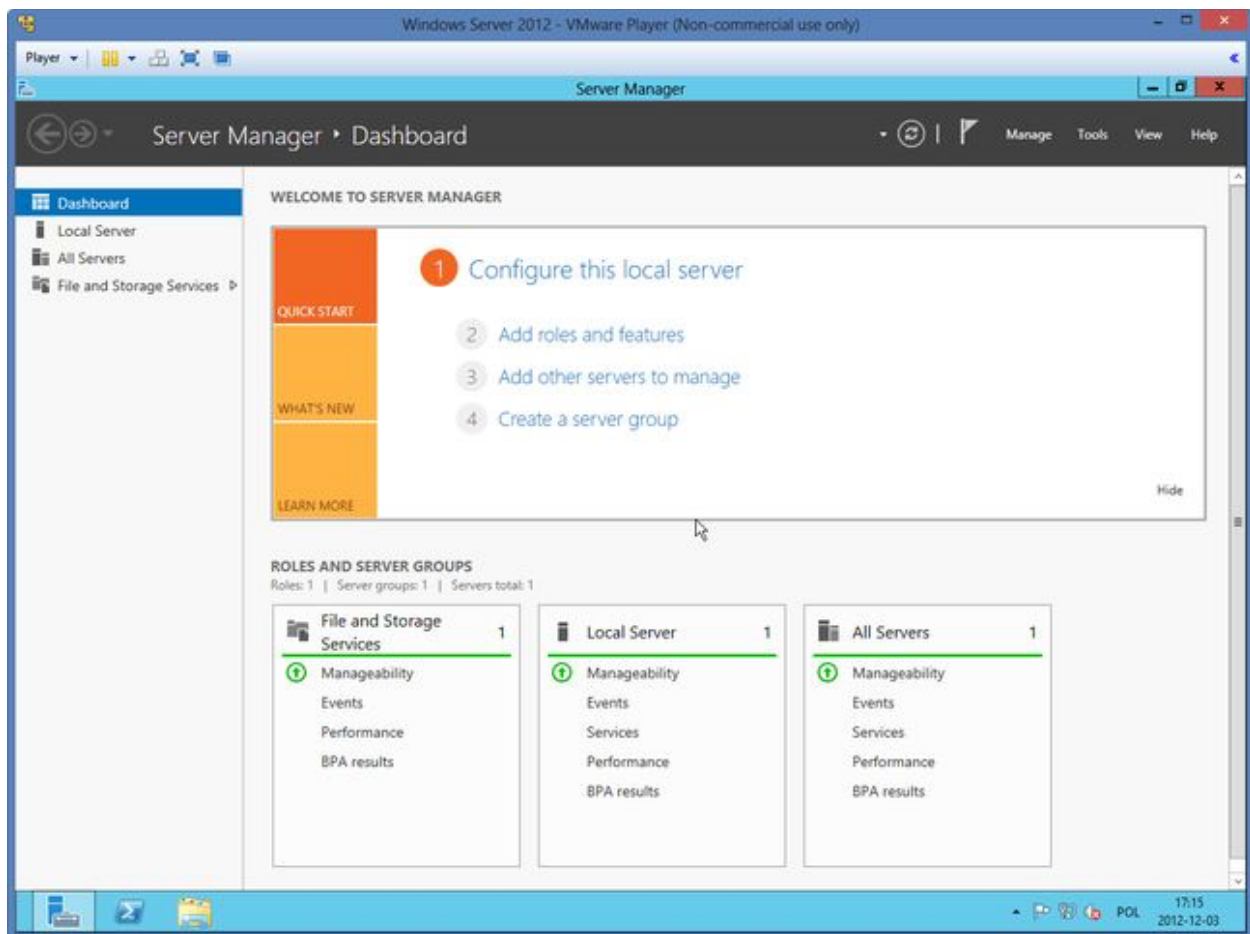 Windows Server 2012 - VMware Player (Non-commercial use only)
Player
Server Manager
Server Manager • Dashboard
Manage Tools View Help
Dashboard
Local Server
All Servers
File and Storage Services
WELCOME TO SERVER MANAGER
QUICK START
WHAT'S NEW
LEARN MORE
1 Configure this local server
2 Add roles and features
3 Add other servers to manage
4 Create a server group
Hide
ROLES AND SERVER GROUPS
Roles: 1 | Server groups: 1 | Servers total: 1
File and Storage
Services 1
Manageability
Events
Performance
BPA results
Local Server 1
Manageability
Events
Services
Performance
BPA results
All Servers 1
Manageability
Events
Services
Performance
BPA results
POL
17:15
2012-12-03